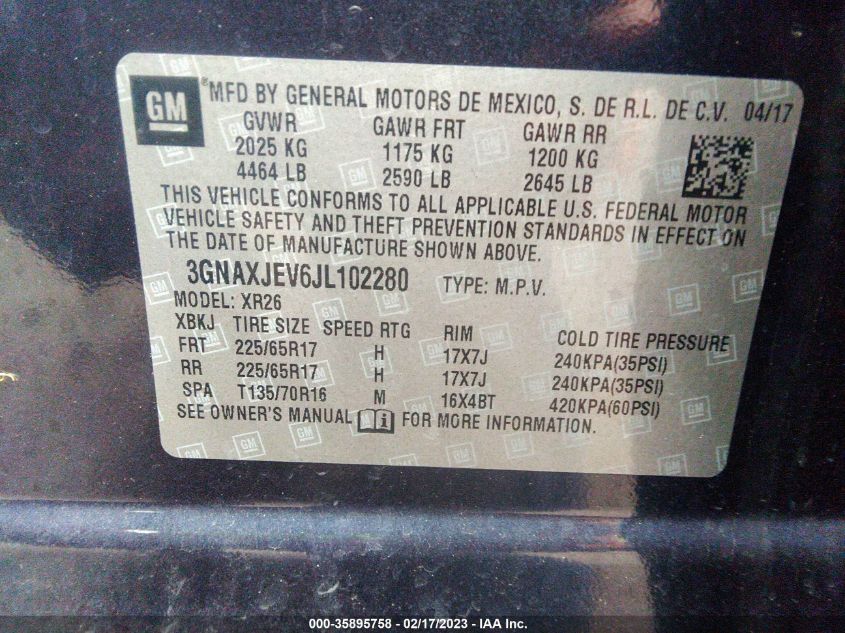 GM
® MFD BY GENERAL MOTORS DE MEXICO, S. DE R.L. DE C.V. 04/17
GVWR GAWR FRT GAWR RR
2025 KG 1175 KG 1200 KG
4464 LB 2590 LB 2645 LB
THIS VEHICLE CONFORMS TO ALL APPLICABLE U.S. FEDERAL MOTOR
VEHICLE SAFETY AND THEFT PREVENTION STANDARDS IN EFFECT ON
THE DATE OF MANUFACTURE SHOWN ABOVE.
3GNAXJEV6JL102280 TYPE: M.P.V.
MODEL: XR26
XBKJ TIRE SIZE SPEED RTG RIM COLD TIRE PRESSURE
FRT 225/65R17 H 17X7J 240KPA(35PSI)
RR 225/65R17 H 17X7J 240KPA(35PSI)
SPA T135/70R16 M 16X4BT 420KPA(60PSI)
SEE OWNER'S MANUAL FOR MORE INFORMATION.
000-35895758 - 02/17/2023 - IAA Inc.